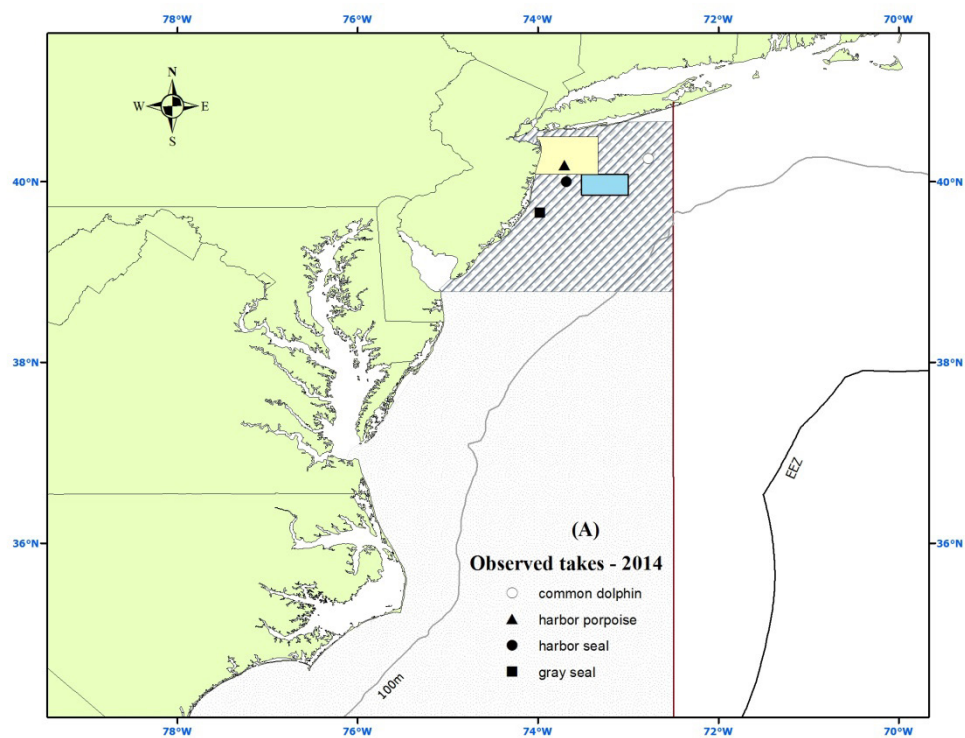 78°W 76°W 74°W 72°W 70°W
N
W E
S
40°N 40°N
38°N 38°N
EEZ
36°N 36°N
(A)
Observed takes - 2014
common dolphin
harbor porpoise
harbor seal
gray seal
100m
78°W 76°W 74°W 72°W 70°W